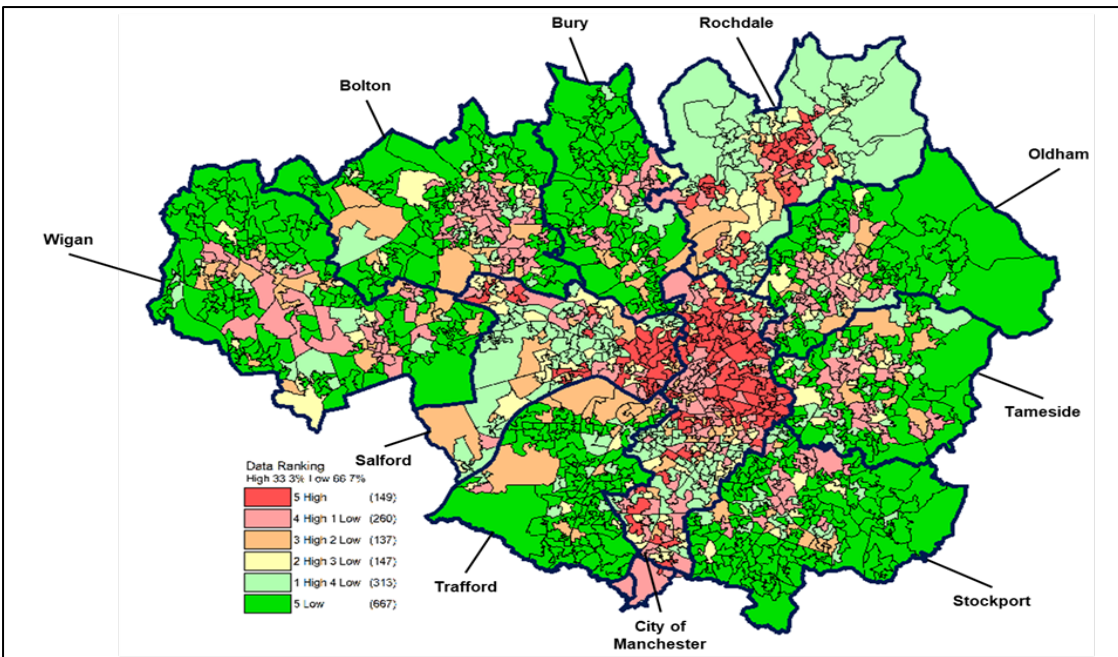 Bury
Rochdale
Bolton
Oldham
Wigan
Tameside
Salford
Data Ranking
High 33 3% Low 66 7%
5 High (149)
4 High 1 Low (260)
3 High 2 Low (137)
2 High 3 Low (147)
1 High 4 Low (313)
5 Low (667)
Trafford
Stockport
City of
Manchester